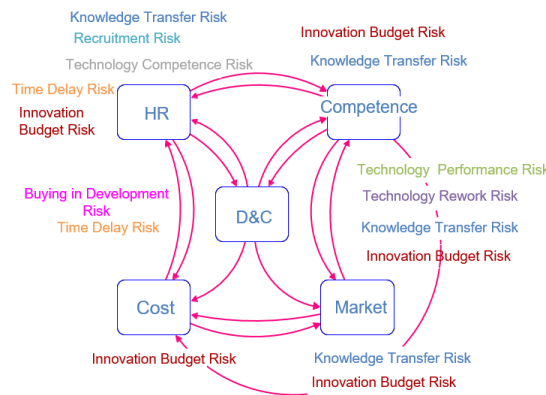 Knowledge Transfer Risk
Innovation Budget Risk
Recruitment Risk
Knowledge Transfer Risk
Technology Competence Risk
Time Delay Risk
Innovation
Budget Risk
HR
Competence
Technology Performance Risk
Buying in Development
Risk
Technology Rework Risk
D&C
Time Delay Risk
Knowledge Transfer Risk
Innovation Budget Risk
Cost
Market
Innovation Budget Risk
Knowledge Transfer Risk
Innovation Budget Risk